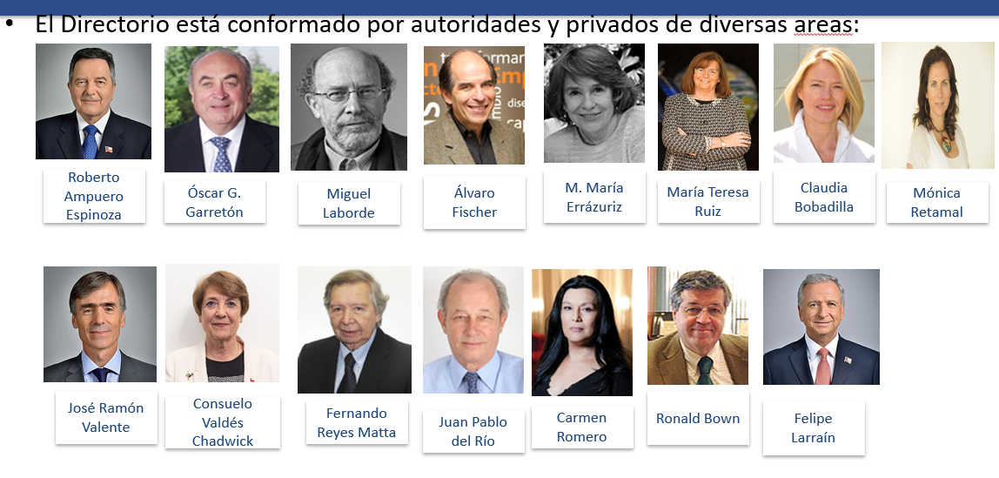 • El Directorio está conformado por autoridades y privados de diversas areas:
Roberto
Ampuero
Espinoza
Óscar G.
Garretón
Miguel
Laborde
Álvaro
Fischer
M. María
Errázuriz
María Teresa
Ruiz
Claudia
Bobadilla
Mónica
Retamal
José Ramón
Valente
Consuelo
Valdés
Chadwick
Fernando
Reyes Matta
Juan Pablo
del Río
Carmen
Romero
Ronald Bown
Felipe
Larraín